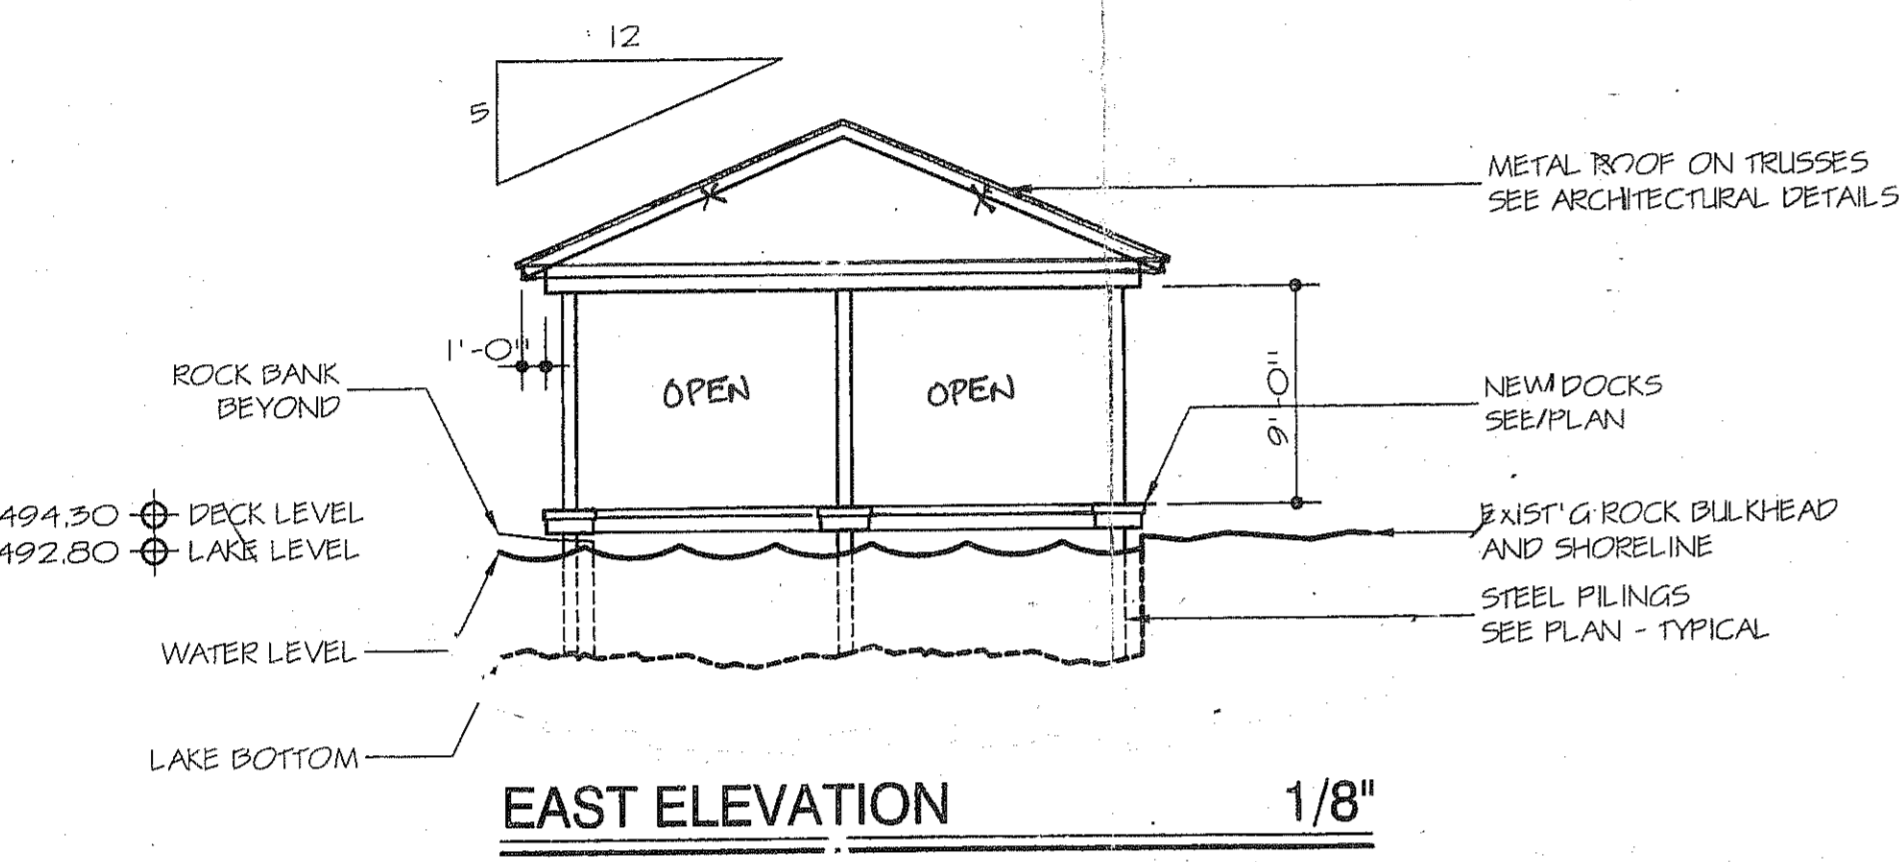 12
5
METAL ROOF ON TRUSSES
SEE ARCHITECTURAL DETAILS
1'-0"
ROCK BANK
BEYOND
OPEN
OPEN
9'-0"
NEW DOCKS
SEE PLAN
494.30 DECK LEVEL
492.80 LAKE LEVEL
EXIST'G ROCK BULKHEAD
AND SHORELINE
STEEL PILINGS
SEE PLAN - TYPICAL
WATER LEVEL
LAKE BOTTOM
EAST ELEVATION 1/8"